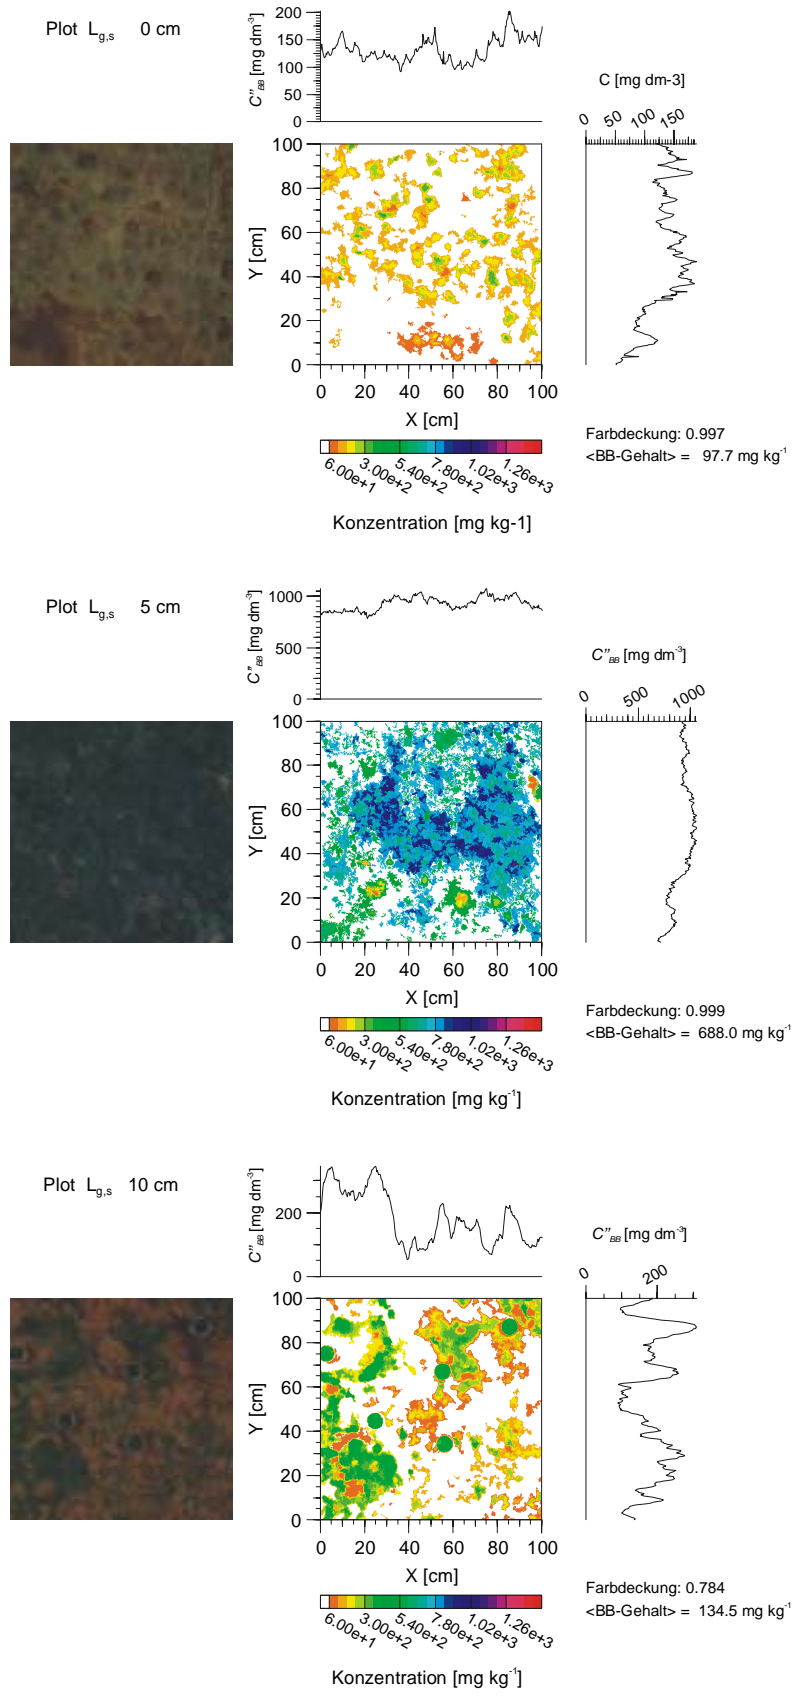 Plot L_g,s 0 cm
C''_BB [mg dm-3]
200
150
100
50
0
C [mg dm-3]
0 50 100 150
Y [cm]
100
80
60
40
20
0
0 20 40 60 80 100
X [cm]
6.00e+1 3.00e+2 5.40e+2 7.80e+2 1.02e+3 1.26e+3
Konzentration [mg kg-1]
Farbdeckung: 0.997
<BB-Gehalt> = 97.7 mg kg-1
Plot L_g,s 5 cm
C''_BB [mg dm-3]
1000
500
0
C''_BB [mg dm-3]
0 500 1000
Y [cm]
100
80
60
40
20
0
0 20 40 60 80 100
X [cm]
6.00e+1 3.00e+2 5.40e+2 7.80e+2 1.02e+3 1.26e+3
Konzentration [mg kg-1]
Farbdeckung: 0.999
<BB-Gehalt> = 688.0 mg kg-1
Plot L_g,s 10 cm
C''_BB [mg dm-3]
200
0
C''_BB [mg dm-3]
0 200
Y [cm]
100
80
60
40
20
0
0 20 40 60 80 100
X [cm]
6.00e+1 3.00e+2 5.40e+2 7.80e+2 1.02e+3 1.26e+3
Konzentration [mg kg-1]
Farbdeckung: 0.784
<BB-Gehalt> = 134.5 mg kg-1